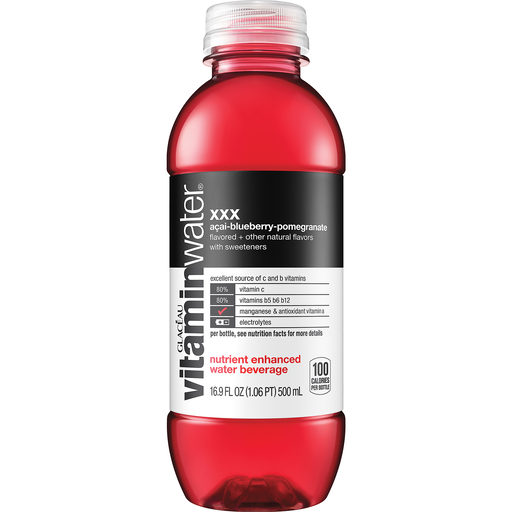 GLACÉAU
vitaminwater®
xxx
açai-blueberry-pomegranate
flavored + other natural flavors
with sweeteners
excellent source of c and b vitamins
80% vitamin c
80% vitamins b5 b6 b12
✓ manganese & antioxidant vitamin a
electrolytes
per bottle, see nutrition facts for more details
nutrient enhanced
water beverage
100
CALORIES
PER BOTTLE
16.9 FL OZ (1.06 PT) 500 mL